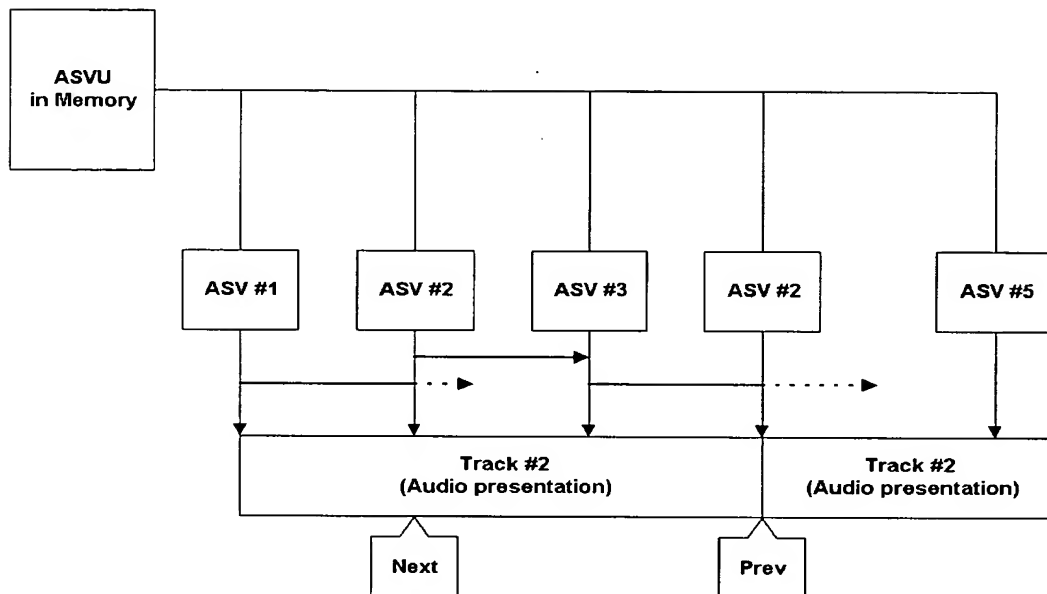 ASVU
in Memory
ASV #1
ASV #2
ASV #3
ASV #2
ASV #5
Track #2
(Audio presentation)
Track #2
(Audio presentation)
Next
Prev